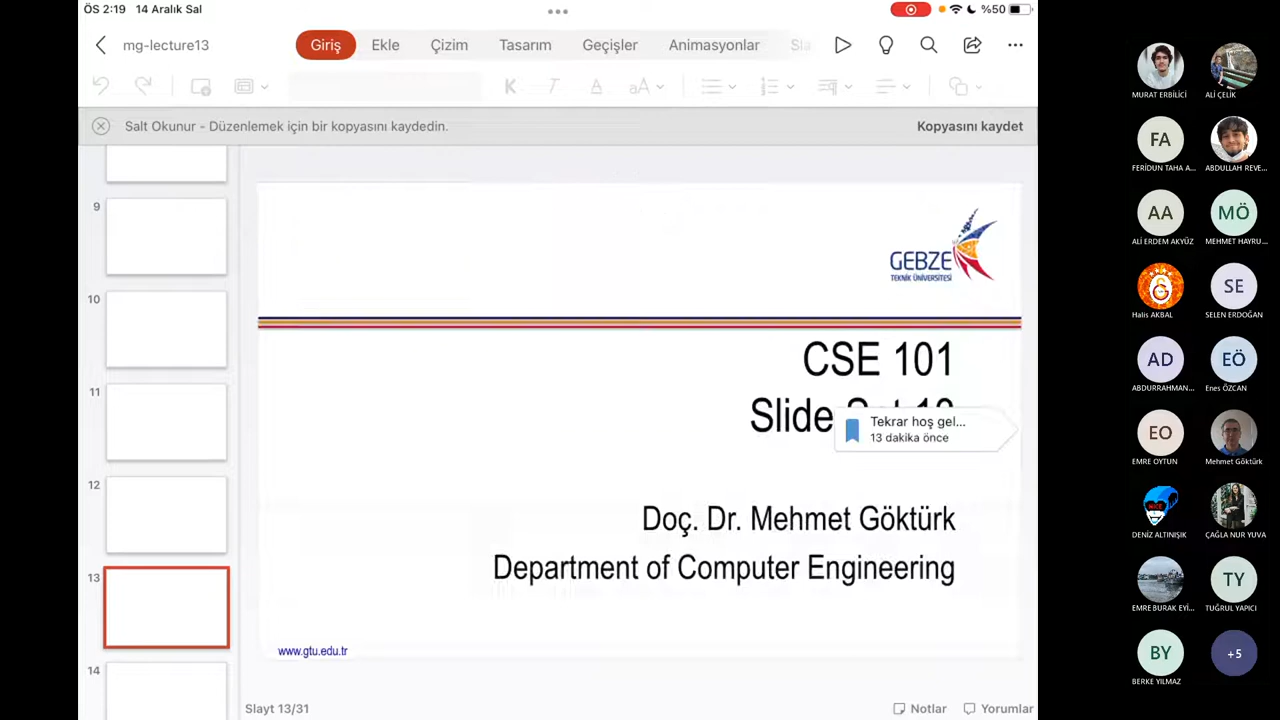 ÖS 2:19 14 Aralık Sal
%50
mg-lecture13
Giriş Ekle Çizim Tasarım Geçişler Animasyonlar Sla
K T A aA
Salt Okunur - Düzenlemek için bir kopyasını kaydedin.
Kopyasını kaydet
9
10
11
12
13
14
GEBZE
TEKNİK ÜNİVERSİTESİ
CSE 101
Slide
Tekrar hoş gel...
13 dakika önce
Doç. Dr. Mehmet Göktürk
Department of Computer Engineering
www.gtu.edu.tr
Slayt 13/31
Notlar
Yorumlar
MURAT ERBİLİCİ
ALİ ÇELİK
FA
FERİDUN TAHA A...
ABDULLAH REVE...
AA
ALİ ERDEM AKYÜZ
MÖ
MEHMET HAYRU...
Halis AKBAL
SE
SELEN ERDOĞAN
AD
ABDURRAHMAN...
EÖ
Enes ÖZCAN
EO
EMRE OYTUN
Mehmet Göktürk
DENİZ ALTINIŞIK
ÇAĞLA NUR YUVA
EMRE BURAK EYİ...
TY
TUĞRUL YAPICI
BY
BERKE YILMAZ
+5